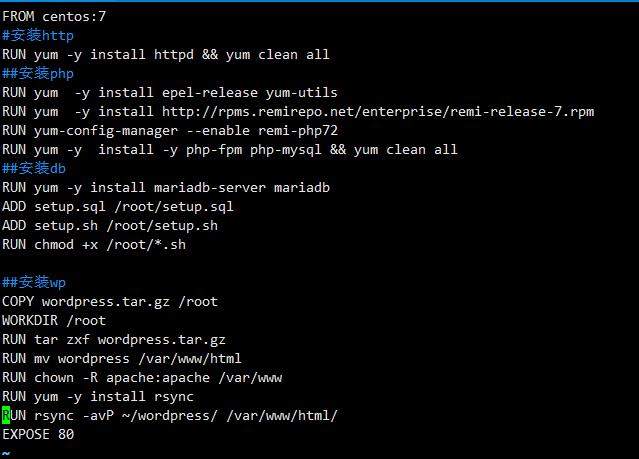 FROM centos:7
#安装http
RUN yum -y install httpd && yum clean all
##安装php
RUN yum  -y install epel-release yum-utils
RUN yum  -y install http://rpms.remirepo.net/enterprise/remi-release-7.rpm
RUN yum-config-manager --enable remi-php72
RUN yum -y  install -y php-fpm php-mysql && yum clean all
##安装db
RUN yum -y install mariadb-server mariadb
ADD setup.sql /root/setup.sql
ADD setup.sh /root/setup.sh
RUN chmod +x /root/*.sh

##安装wp
COPY wordpress.tar.gz /root
WORKDIR /root
RUN tar zxf wordpress.tar.gz
RUN mv wordpress /var/www/html
RUN chown -R apache:apache /var/www
RUN yum -y install rsync
RUN rsync -avP ~/wordpress/ /var/www/html/
EXPOSE 80
~